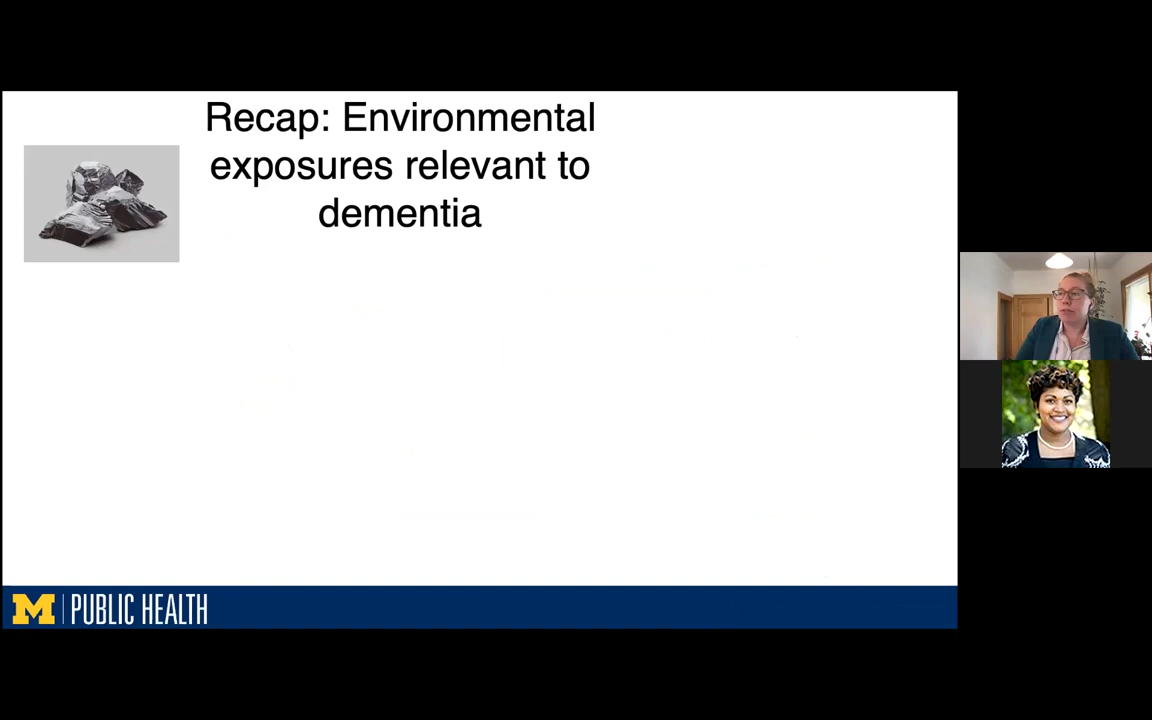 Recap: Environmental
exposures relevant to
dementia
M | PUBLIC HEALTH